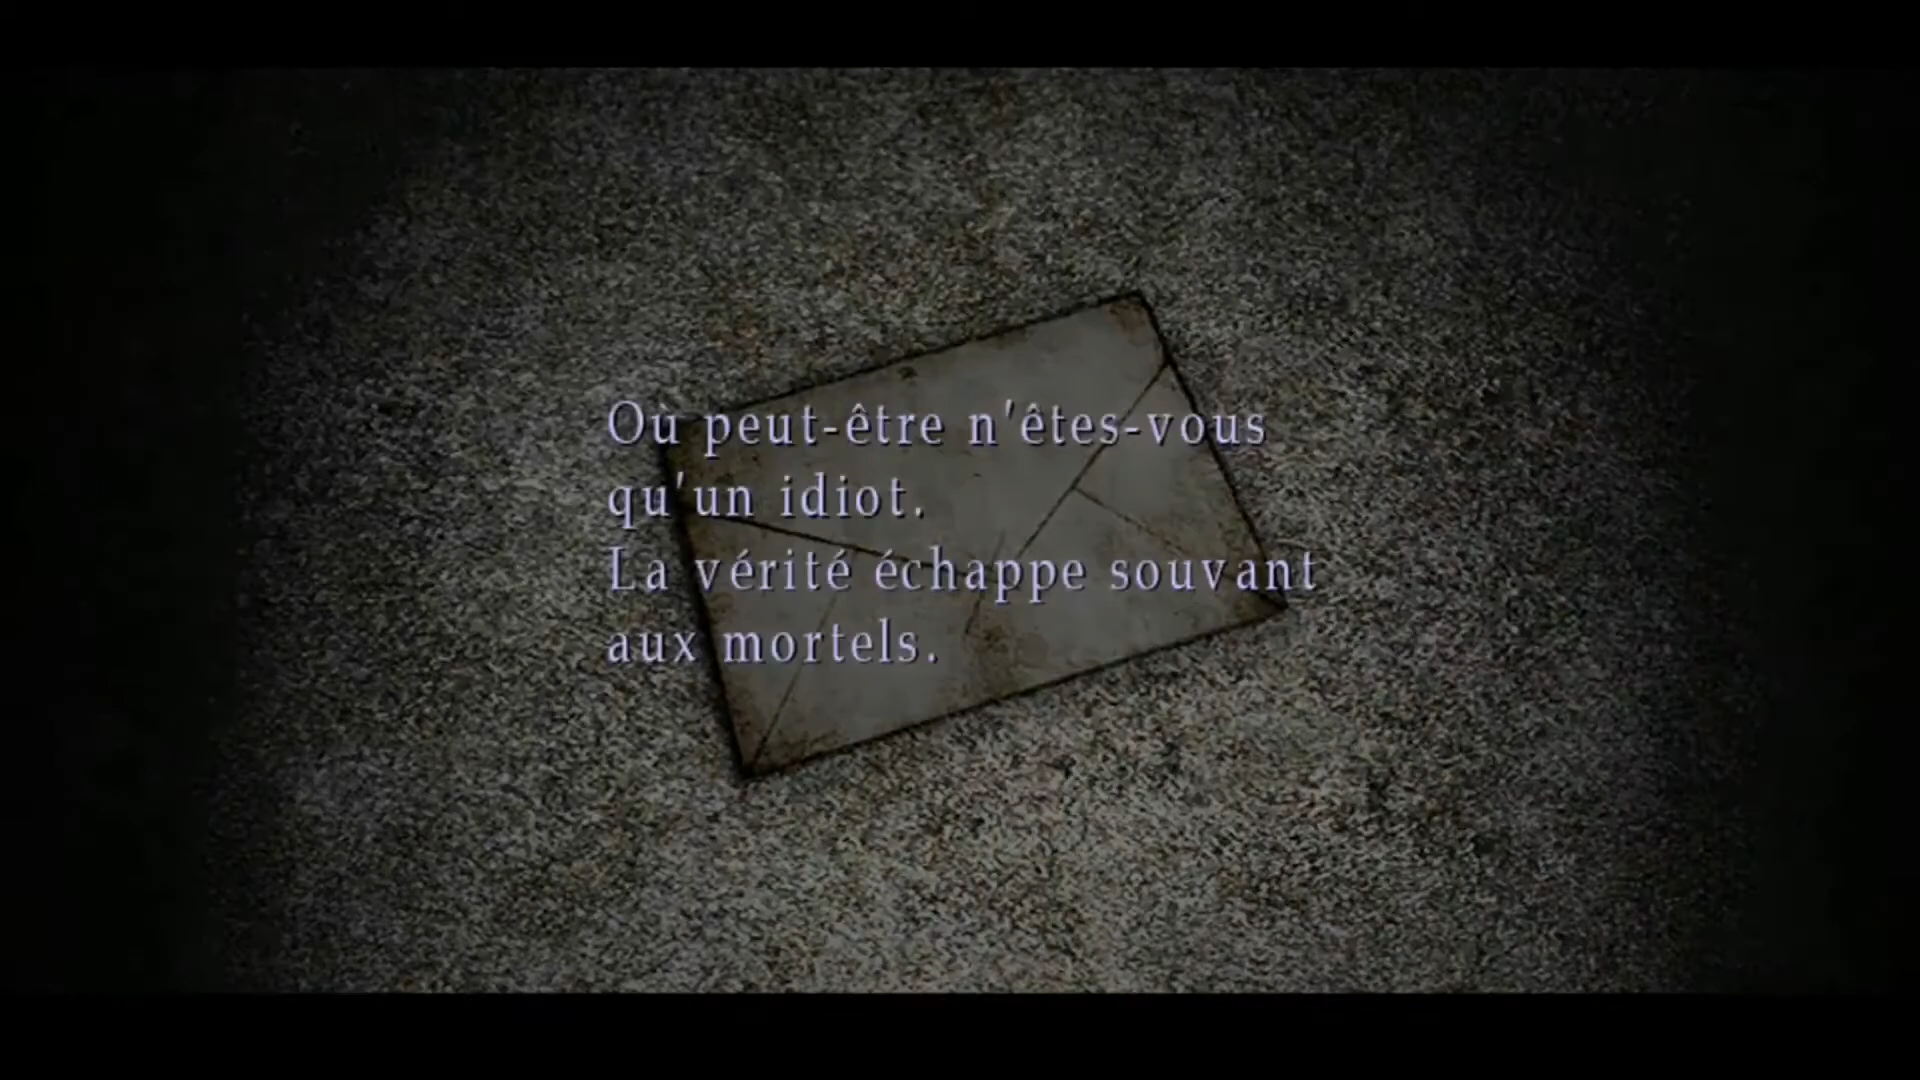 Où peut-être n'êtes-vous
qu'un idiot.
La vérité échappe souvant
aux mortels.